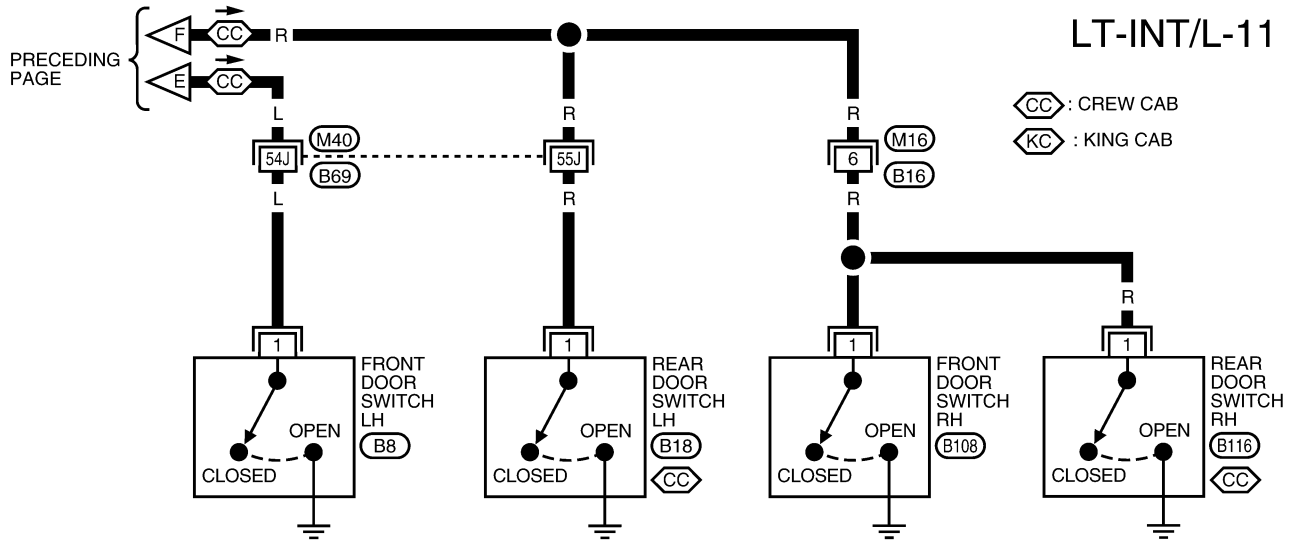 LT-INT/L-11
PRECEDING
PAGE
F CC R
E CC
CC : CREW CAB
KC : KING CAB
L R R
54J M40 55J 6 M16
B69 B16
L R R
R
1 1 1 1
FRONT
DOOR
SWITCH
LH
B8
OPEN
CLOSED
REAR
DOOR
SWITCH
LH
B18
CC
OPEN
CLOSED
FRONT
DOOR
SWITCH
RH
B108
OPEN
CLOSED
REAR
DOOR
SWITCH
RH
B116
CC
OPEN
CLOSED